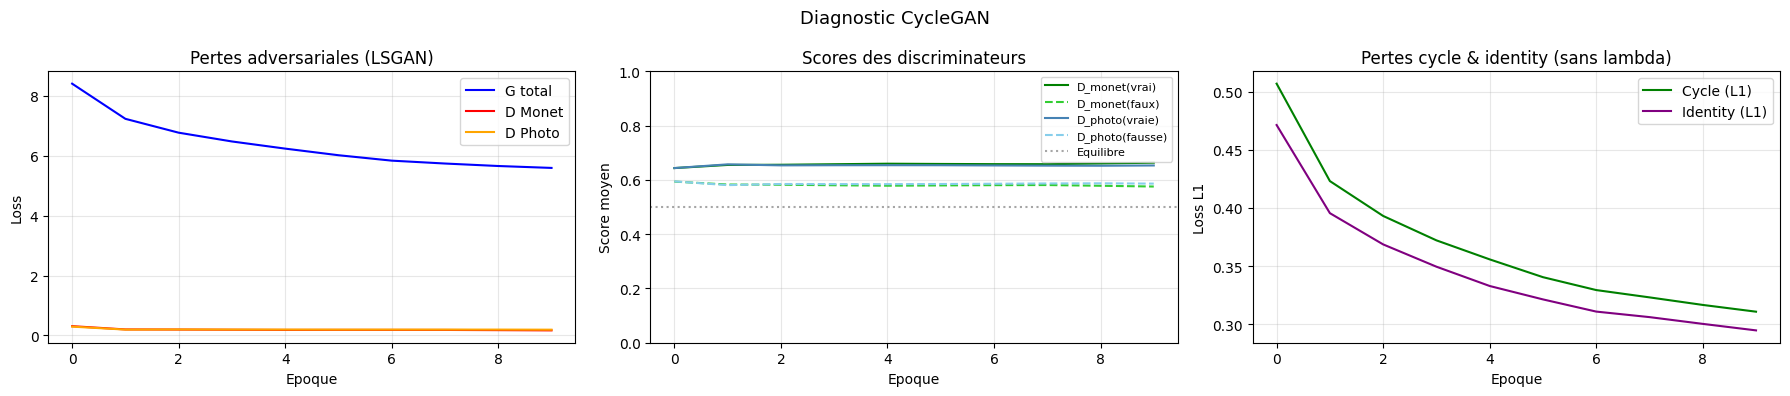 Diagnostic CycleGAN
Pertes adversariales (LSGAN)
Loss
8
6
4
2
0
G total
D Monet
D Photo
0 2 4 6 8
Epoque
Scores des discriminateurs
Score moyen
1.0
0.8
0.6
0.4
0.2
0.0
D_monet(vrai)
D_monet(faux)
D_photo(vraie)
D_photo(fausse)
Equilibre
0 2 4 6 8
Epoque
Pertes cycle & identity (sans lambda)
Loss L1
0.50
0.45
0.40
0.35
0.30
Cycle (L1)
Identity (L1)
0 2 4 6 8
Epoque